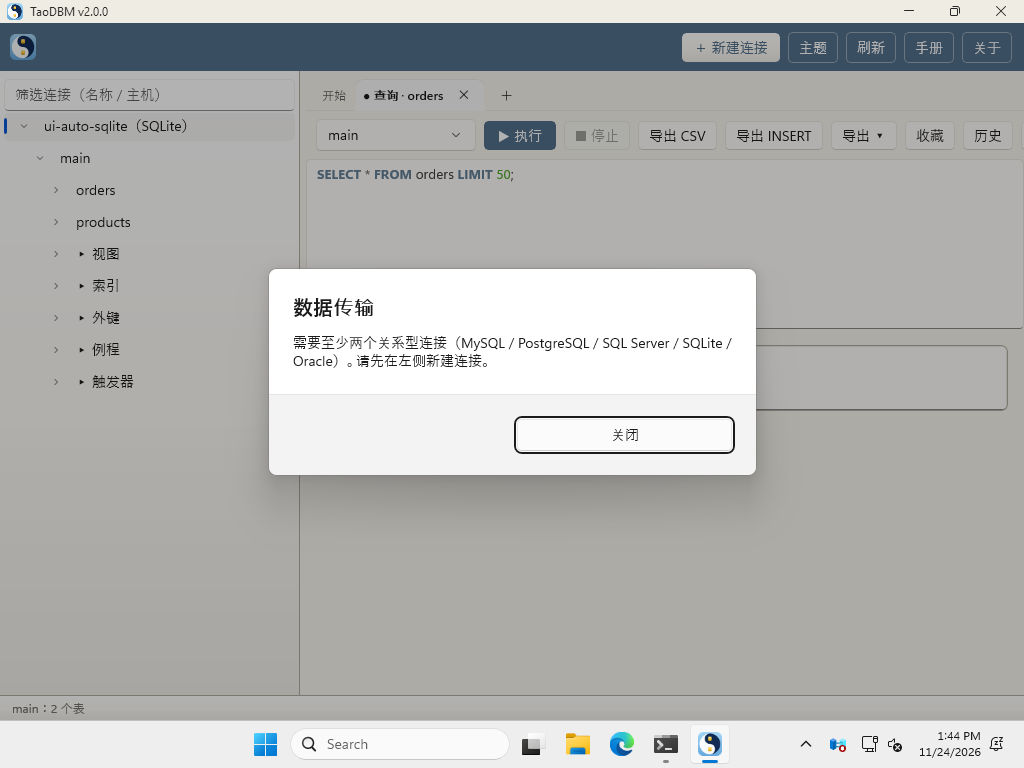 TaoDBM v2.0.0
+ 新建连接
主题
刷新
手册
关于
筛选连接（名称 / 主机）
ui-auto-sqlite（SQLite）
main
orders
products
视图
索引
外键
例程
触发器
开始
● 查询 · orders
main
执行
停止
导出 CSV
导出 INSERT
导出
收藏
历史
SELECT * FROM orders LIMIT 50;
数据传输
需要至少两个关系型连接（MySQL / PostgreSQL / SQL Server / SQLite /
Oracle）。请先在左侧新建连接。
关闭
main：2 个表
Search
1:44 PM
11/24/2026